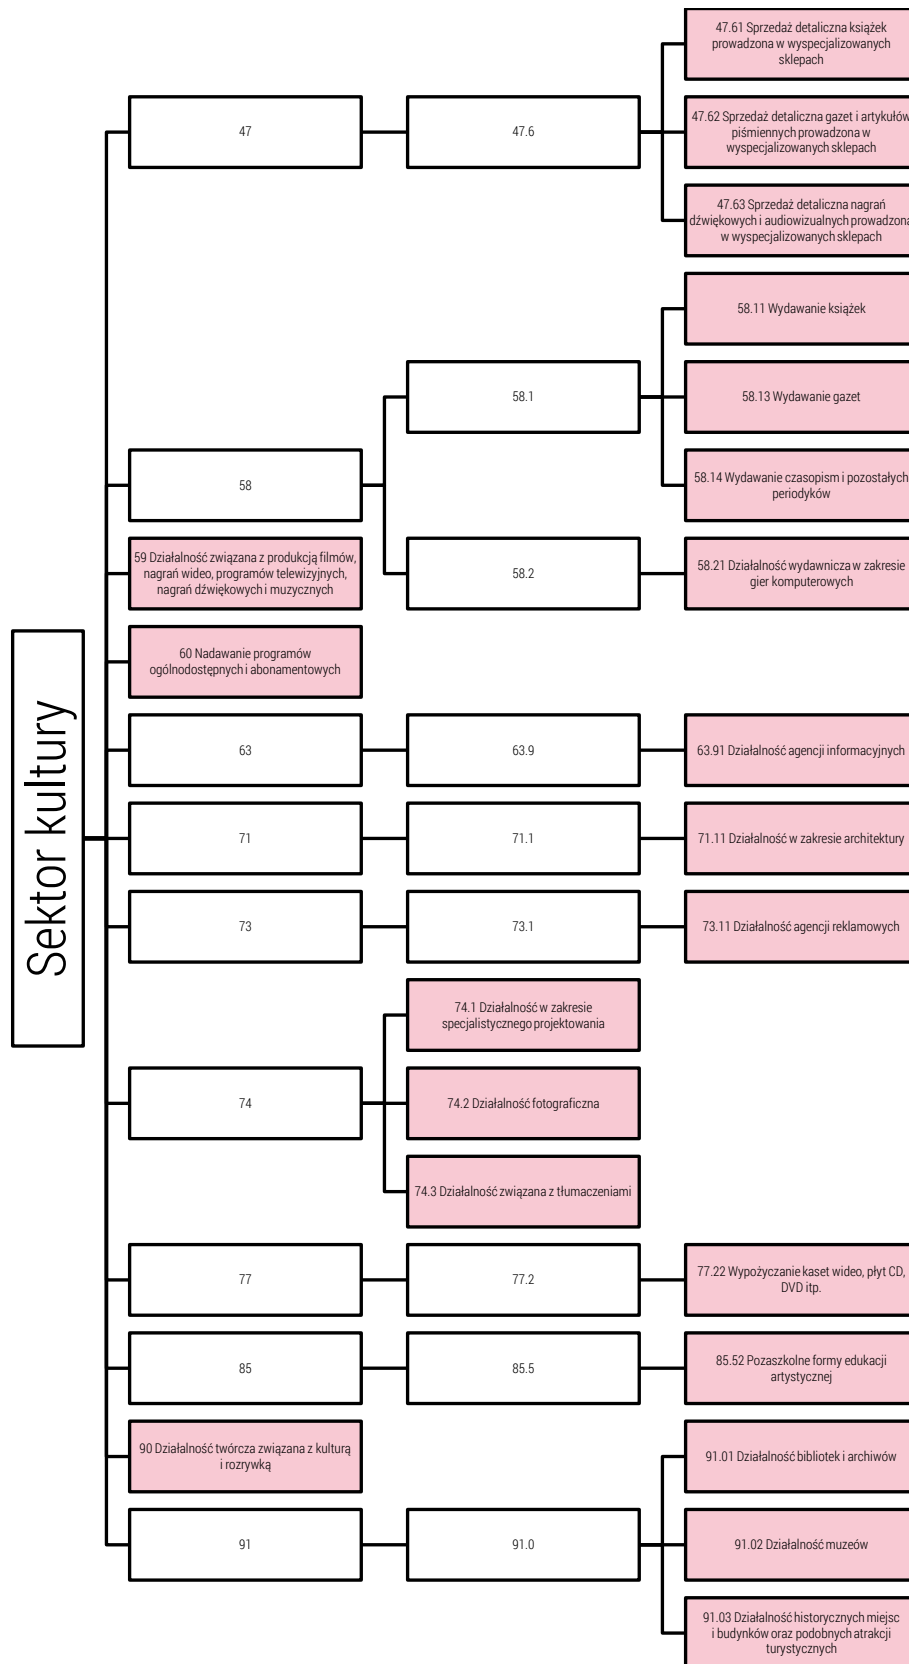 Sektor kultury
47
47.6
47.61 Sprzedaż detaliczna książek
prowadzona w wyspecjalizowanych
sklepach
47.62 Sprzedaż detaliczna gazet i artykułów
piśmiennych prowadzona w
wyspecjalizowanych sklepach
47.63 Sprzedaż detaliczna nagrań
dźwiękowych i audiowizualnych prowadzona
w wyspecjalizowanych sklepach
58
58.1
58.11 Wydawanie książek
58.13 Wydawanie gazet
58.14 Wydawanie czasopism i pozostałych
periodyków
58.2
58.21 Działalność wydawnicza w zakresie
gier komputerowych
59 Działalność związana z produkcją filmów,
nagrań wideo, programów telewizyjnych,
nagrań dźwiękowych i muzycznych
60 Nadawanie programów
ogólnodostępnych i abonamentowych
63
63.9
63.91 Działalność agencji informacyjnych
71
71.1
71.11 Działalność w zakresie architektury
73
73.1
73.11 Działalność agencji reklamowych
74
74.1 Działalność w zakresie
specjalistycznego projektowania
74.2 Działalność fotograficzna
74.3 Działalność związana z tłumaczeniami
77
77.2
77.22 Wypożyczanie kaset wideo, płyt CD,
DVD itp.
85
85.5
85.52 Pozaszkolne formy edukacji
artystycznej
90 Działalność twórcza związana z kulturą
i rozrywką
91
91.0
91.01 Działalność bibliotek i archiwów
91.02 Działalność muzeów
91.03 Działalność historycznych miejsc
i budynków oraz podobnych atrakcji
turystycznych